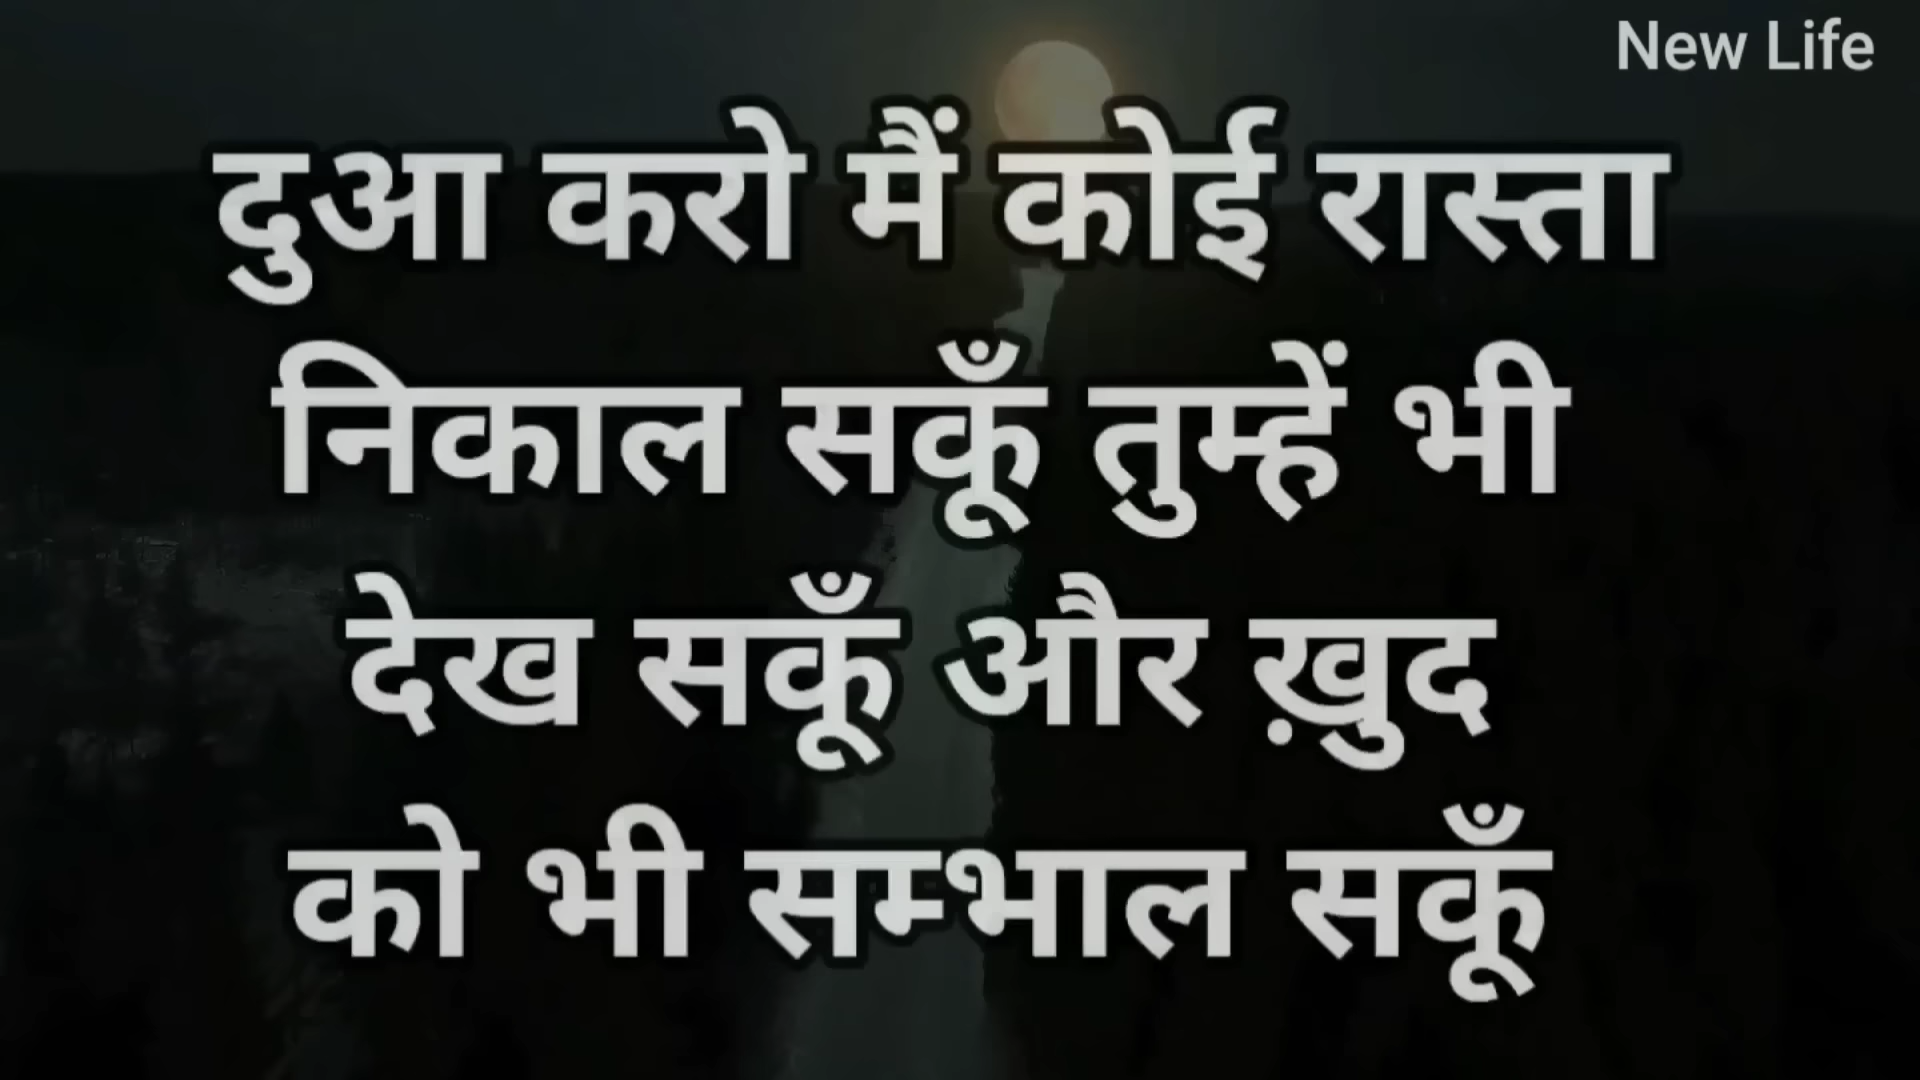 New Life
दुआ करो मैं कोई रास्ता
निकाल सकूँ तुम्हें भी
देख सकूँ और ख़ुद
को भी सम्भाल सकूँ